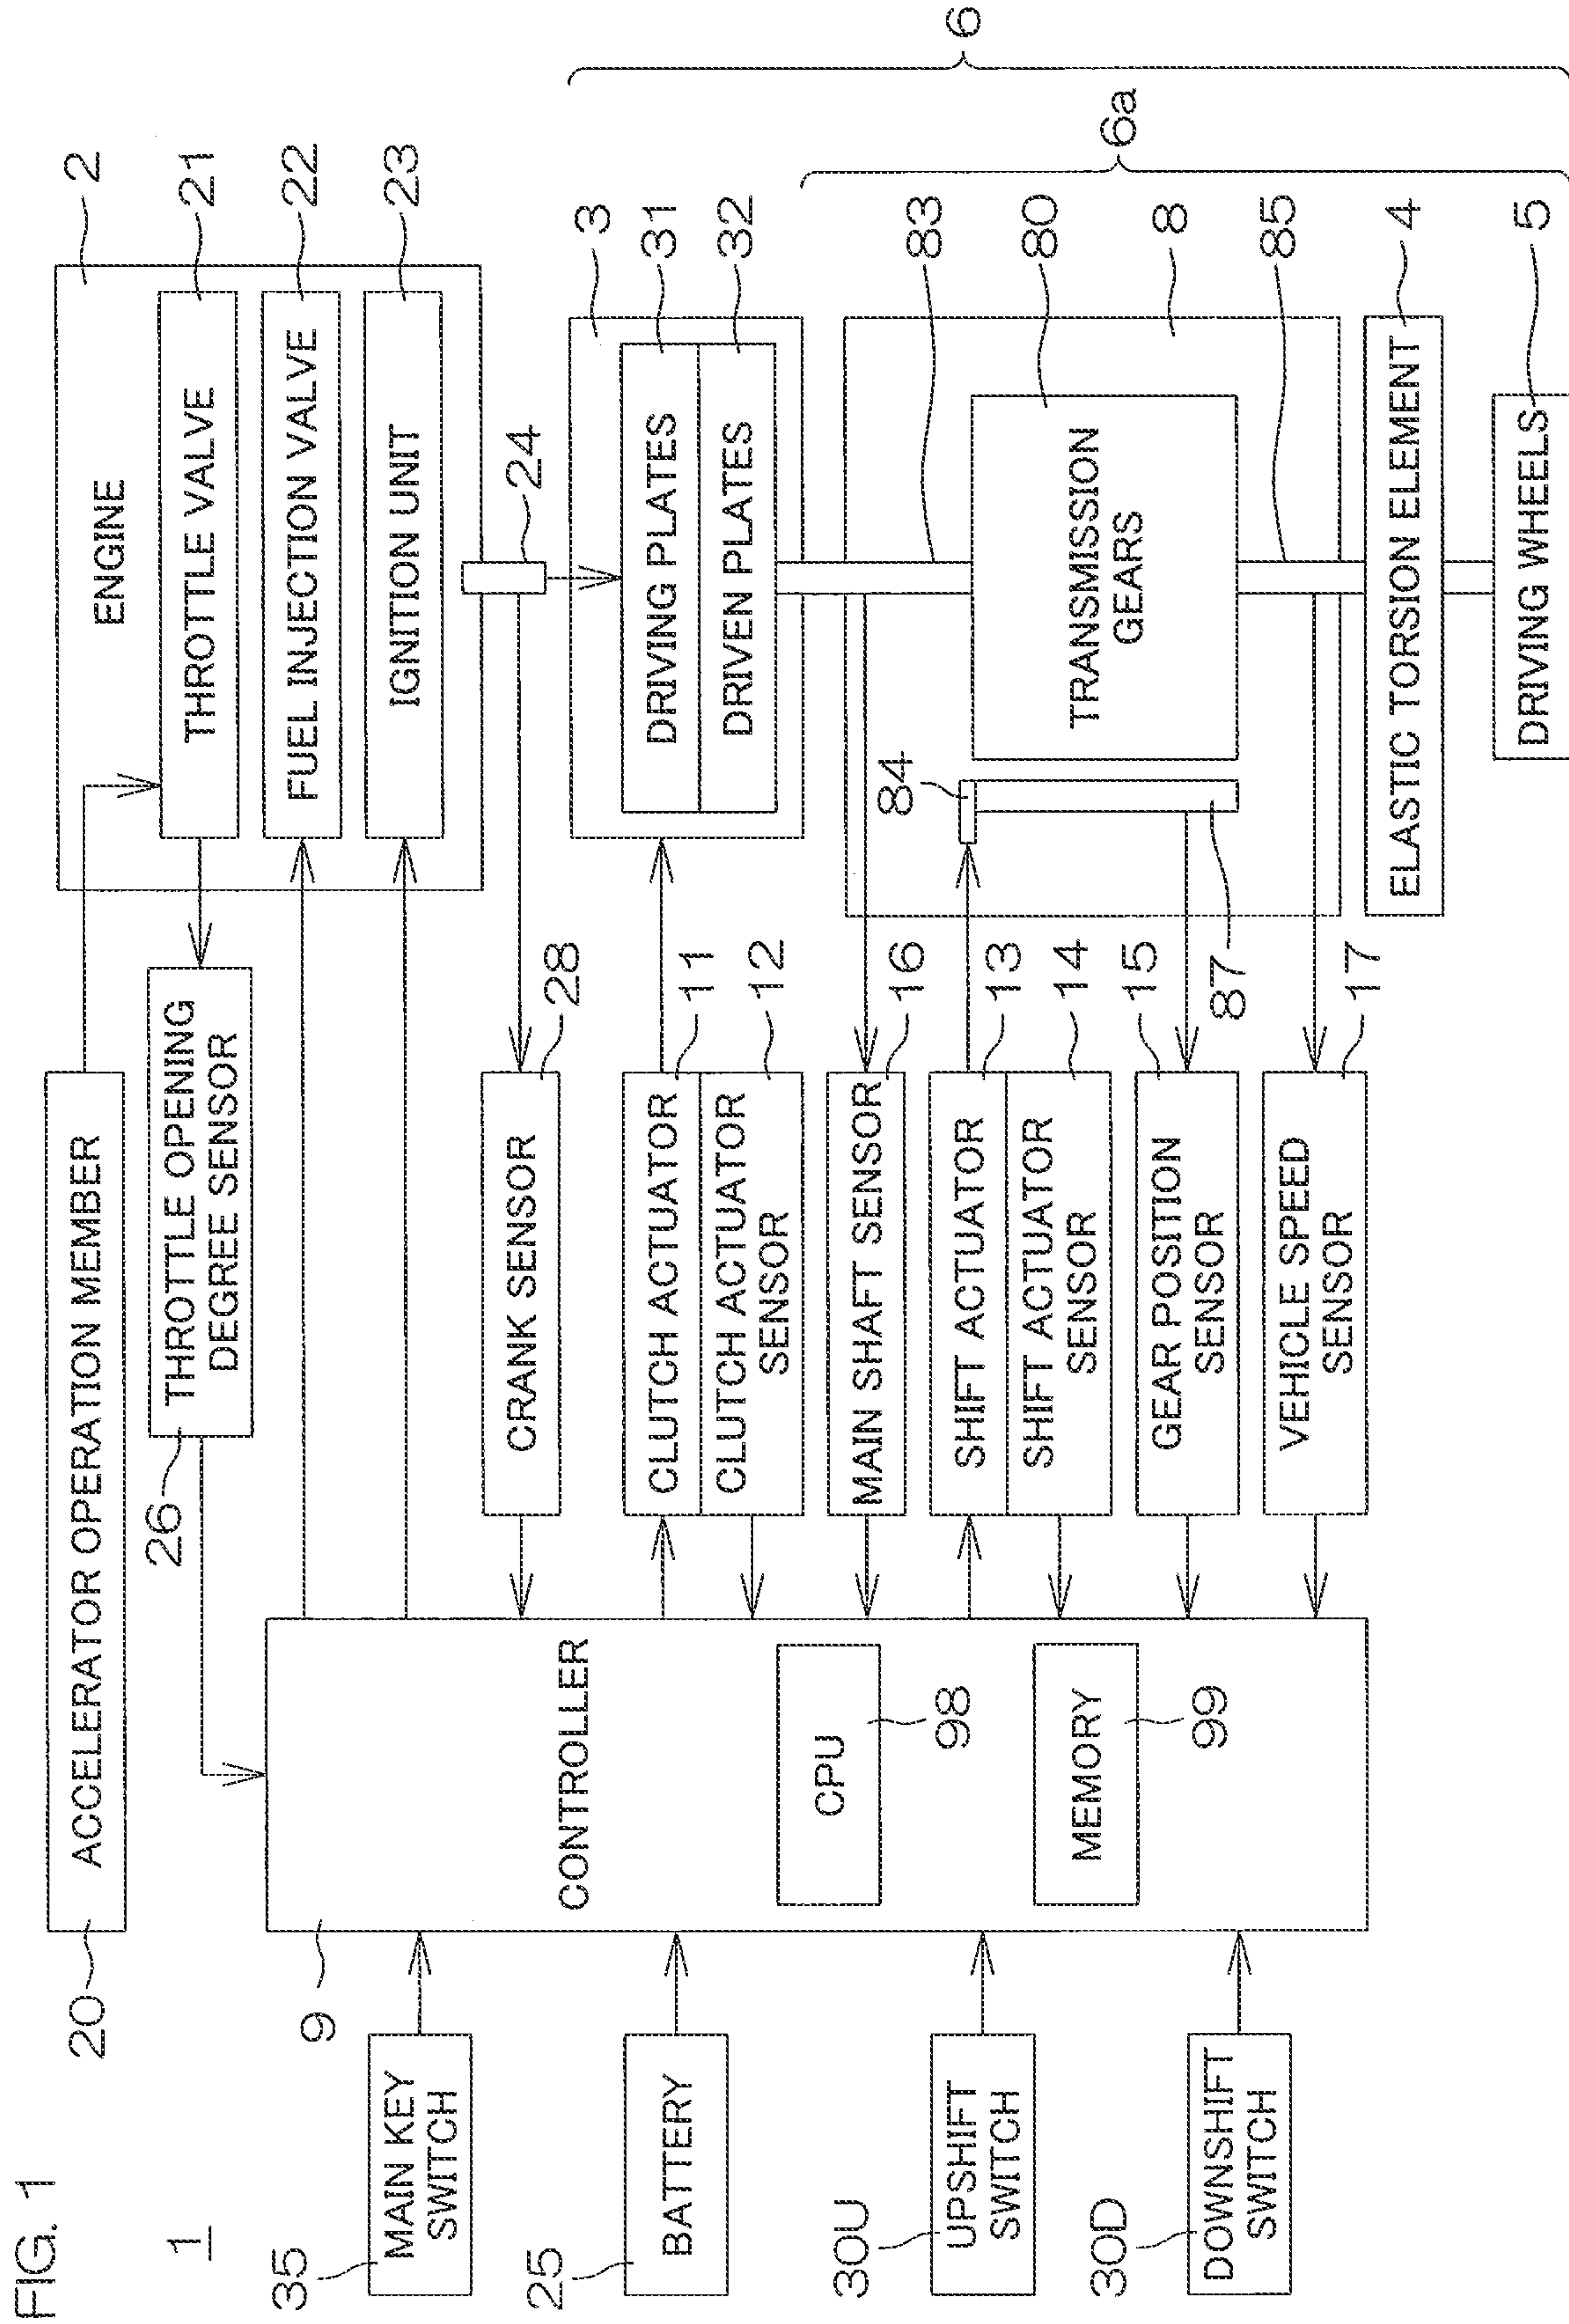 FIG. 1
1
20
ACCELERATOR OPERATION MEMBER
26
THROTTLE OPENING
DEGREE SENSOR
ENGINE
2
THROTTLE VALVE
21
FUEL INJECTION VALVE
22
IGNITION UNIT
23
24
9
CONTROLLER
CPU
98
MEMORY
99
35
MAIN KEY
SWITCH
25
BATTERY
30U
UPSHIFT
SWITCH
30D
DOWNSHIFT
SWITCH
CRANK SENSOR
28
CLUTCH ACTUATOR
11
CLUTCH ACTUATOR
SENSOR
12
MAIN SHAFT SENSOR
16
SHIFT ACTUATOR
13
SHIFT ACTUATOR
SENSOR
14
GEAR POSITION
SENSOR
15
VEHICLE SPEED
SENSOR
17
3
DRIVING PLATES
31
DRIVEN PLATES
32
83
84
87
TRANSMISSION
GEARS
80
8
85
ELASTIC TORSION ELEMENT
4
DRIVING WHEELS
5
6a
6